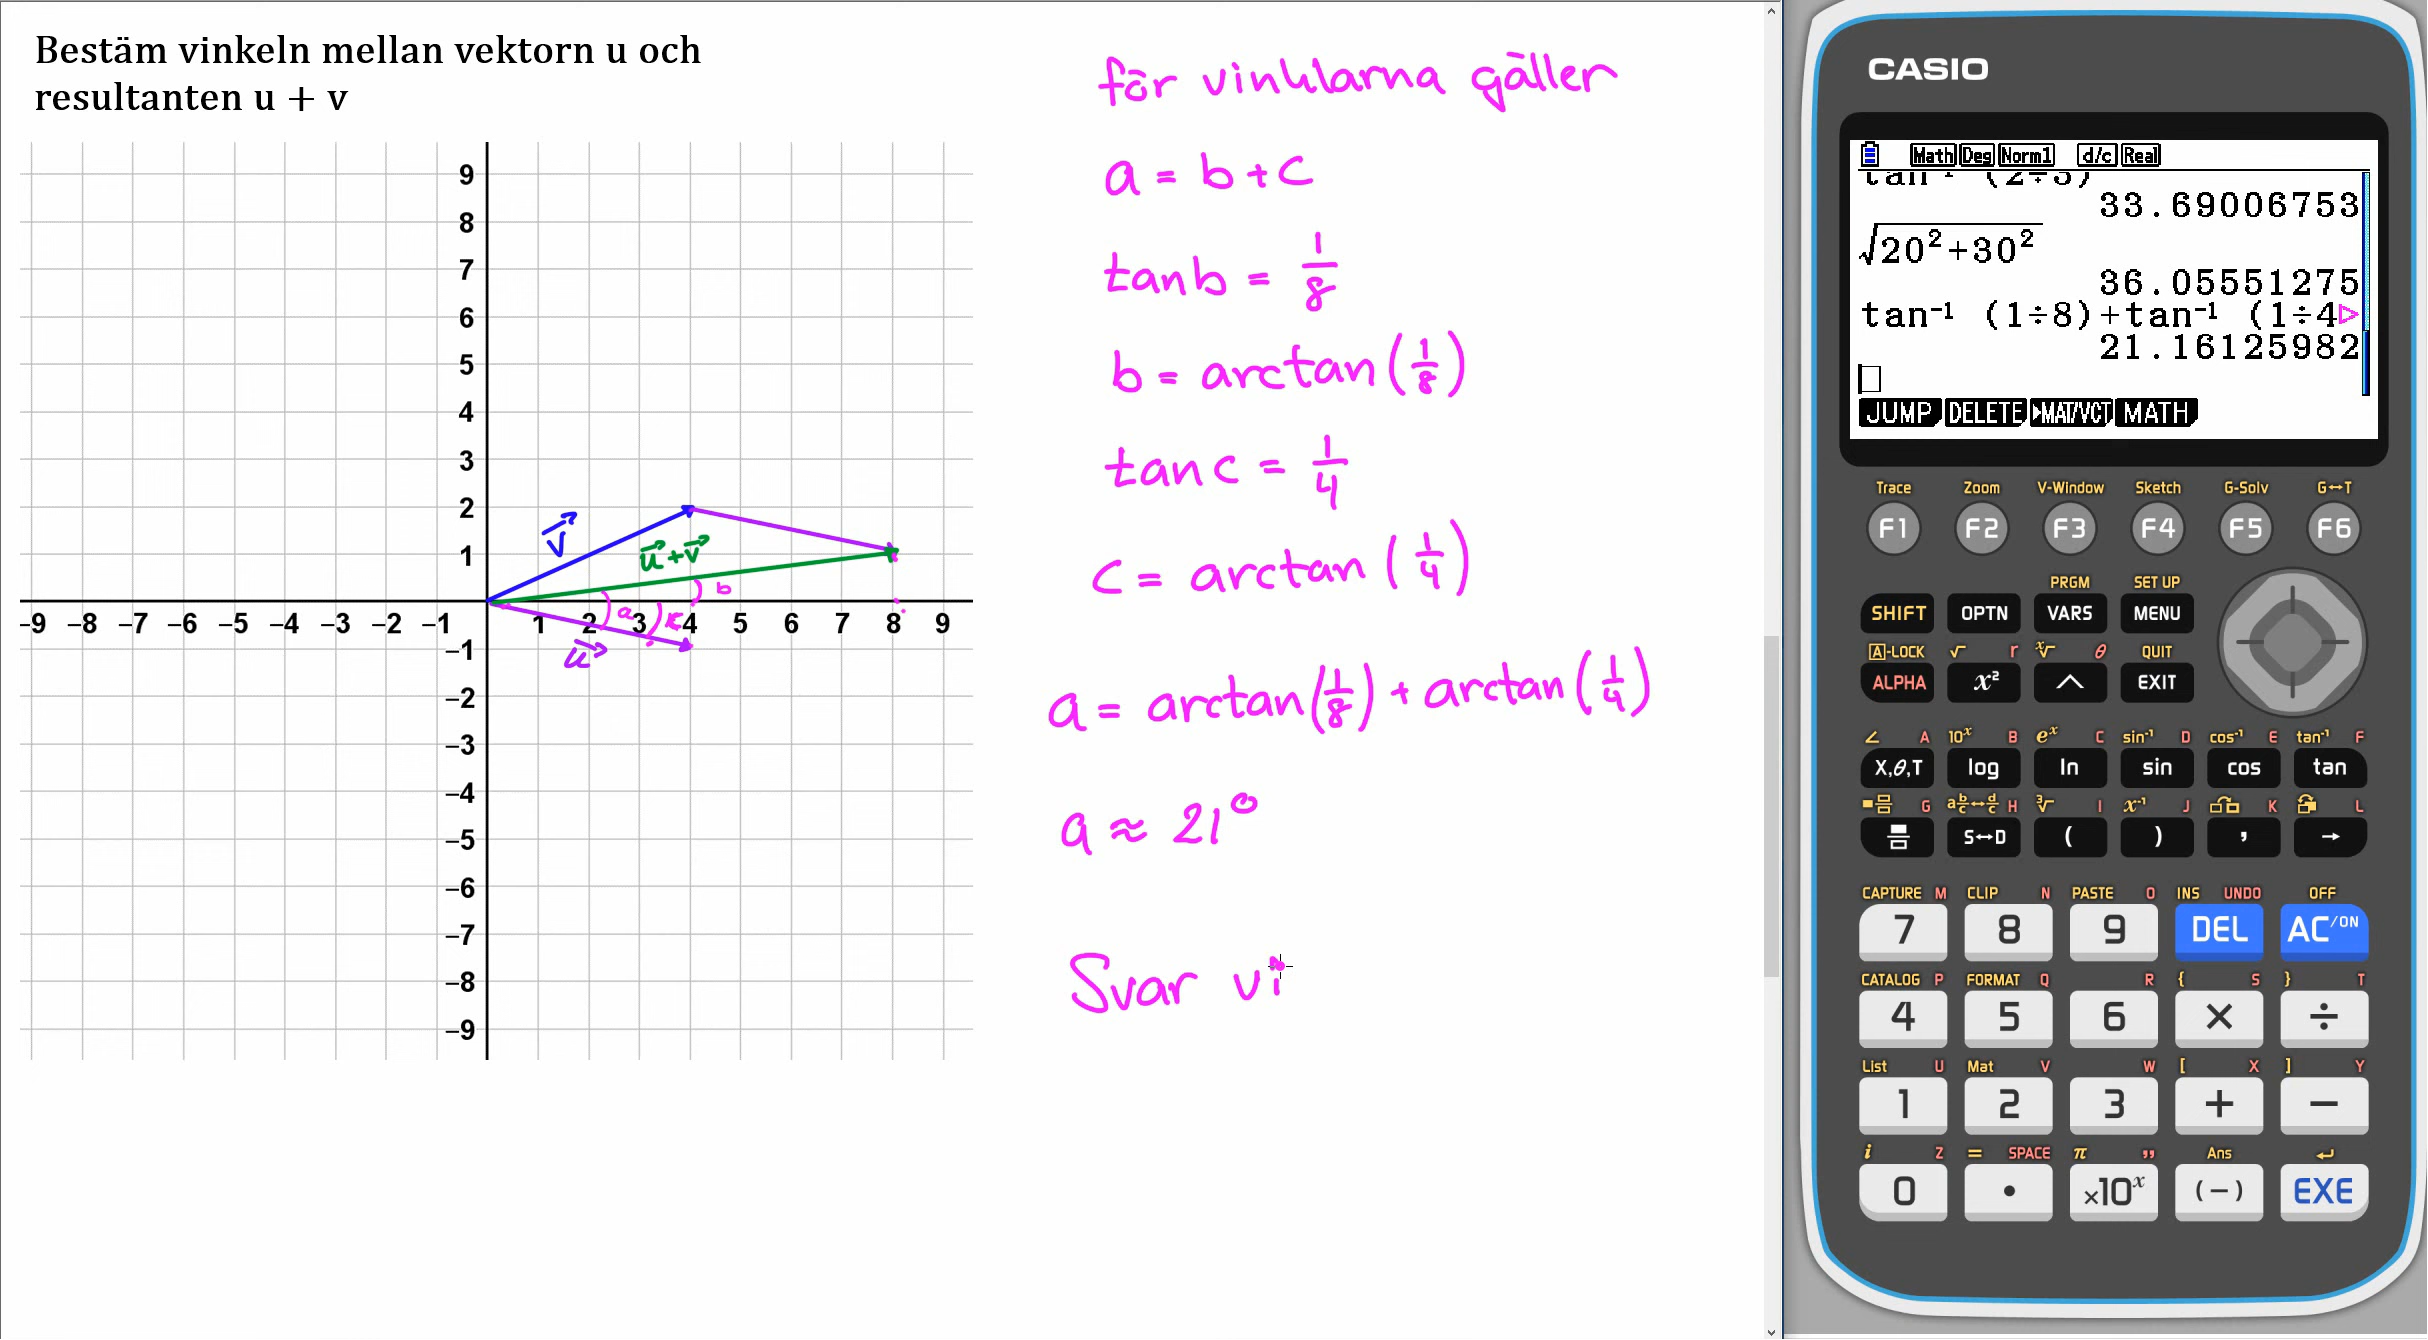 Bestäm vinkeln mellan vektorn u och
resultanten u + v
9
8
7
6
5
4
3
2
1
–9 –8 –7 –6 –5 –4 –3 –2 –1 1 2 3 4 5 6 7 8 9
–1
–2
–3
–4
–5
–6
–7
–8
–9
v
u+v
b
a
u
för vinklarna gäller
a = b + c
tan b = 1/8
b = arctan(1/8)
tan c = 1/4
c = arctan (1/4)
a = arctan(1/8) + arctan(1/4)
a ≈ 21°
Svar vi
CASIO
Math Deg Norm1 d/c Real
tan⁻¹ (2÷3)
33.69006753
√20²+30²
36.05551275
tan⁻¹ (1÷8)+tan⁻¹ (1÷4
21.16125982
JUMP DELETE ▸MAT/VCT MATH
Trace Zoom V-Window Sketch G-Solv G↔T
F1 F2 F3 F4 F5 F6
PRGM SET UP
SHIFT OPTN VARS MENU
A-LOCK √ r ˣ√ θ QUIT
ALPHA x² ^ EXIT
∠ A 10ˣ B eˣ C sin⁻¹ D cos⁻¹ E tan⁻¹ F
X,θ,T log ln sin cos tan
G a b/c↔d/c H ³√ I x⁻¹ J K L
S↔D ( ) , →
CAPTURE M CLIP N PASTE O INS UNDO OFF
7 8 9 DEL AC/ON
CATALOG P FORMAT Q R { S } T
4 5 6 × ÷
List U Mat V W [ X ] Y
1 2 3 + −
i Z = SPACE π " Ans ↵
0 • ×10ˣ (−) EXE